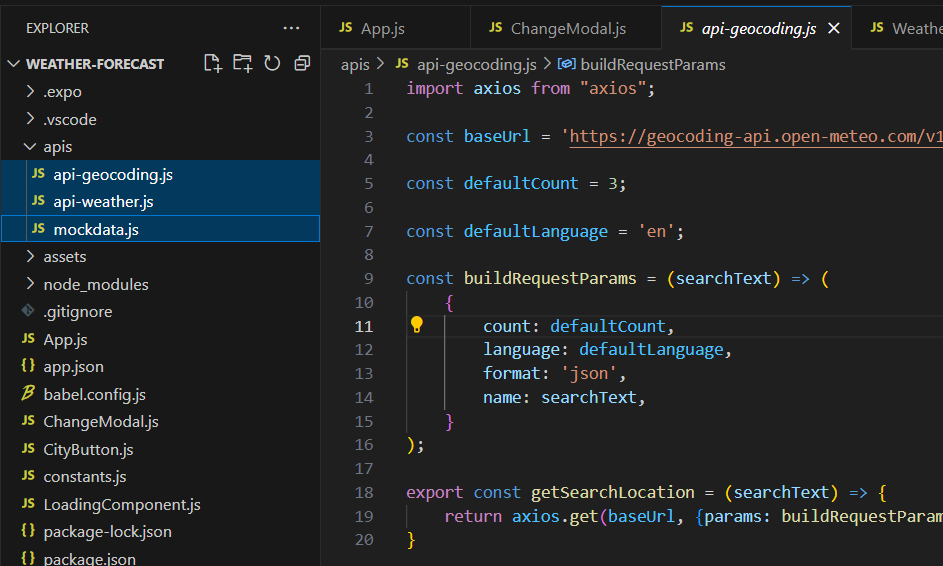 EXPLORER ...
WEATHER-FORECAST
.expo
.vscode
apis
JS api-geocoding.js
JS api-weather.js
JS mockdata.js
assets
node_modules
.gitignore
JS App.js
{} app.json
babel.config.js
JS ChangeModal.js
JS CityButton.js
JS constants.js
JS LoadingComponent.js
{} package-lock.json
{} package.json
JS App.js JS ChangeModal.js JS api-geocoding.js JS Weathe
apis > JS api-geocoding.js > buildRequestParams
1 import axios from "axios";
2
3 const baseUrl = 'https://geocoding-api.open-meteo.com/v1
4
5 const defaultCount = 3;
6
7 const defaultLanguage = 'en';
8
9 const buildRequestParams = (searchText) => (
10 {
11 count: defaultCount,
12 language: defaultLanguage,
13 format: 'json',
14 name: searchText,
15 }
16 );
17
18 export const getSearchLocation = (searchText) => {
19 return axios.get(baseUrl, {params: buildRequestParam
20 }